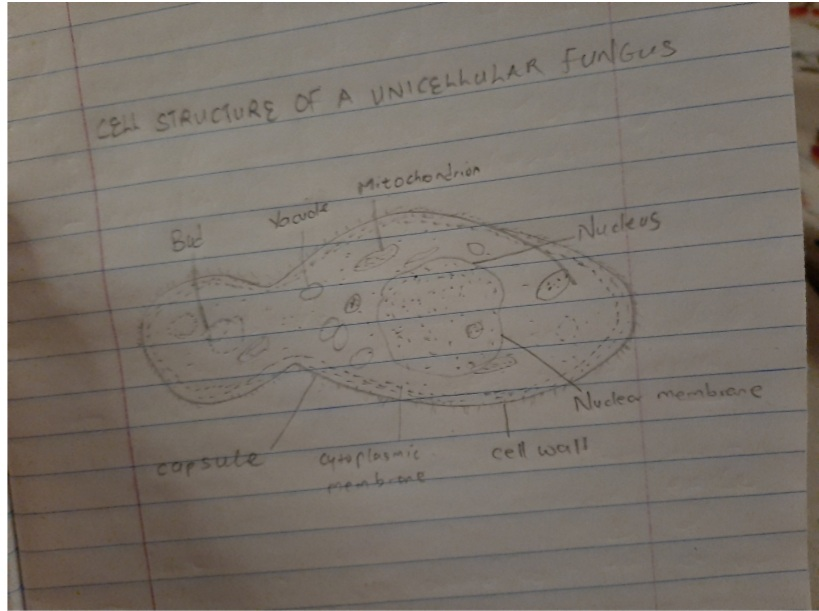 CELL STRUCTURE OF A UNICELLULAR FUNGUS
Mitochondrion
Vacuole
Bud
Nucleus
Nuclear membrane
capsule
cytoplasmic
membrane
cell wall